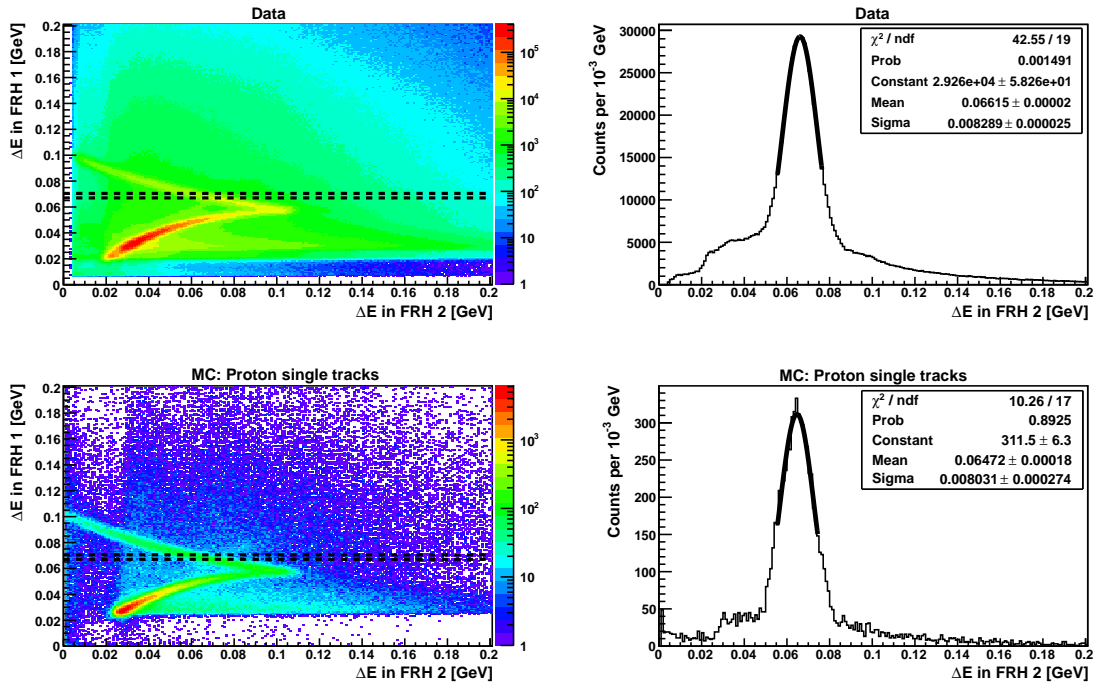 Data
ΔE in FRH 1 [GeV]
0.2
0.18
0.16
0.14
0.12
0.1
0.08
0.06
0.04
0.02
0
0 0.02 0.04 0.06 0.08 0.1 0.12 0.14 0.16 0.18 0.2
ΔE in FRH 2 [GeV]
10⁵
10⁴
10³
10²
10
1
Data
Counts per 10⁻³ GeV
30000
25000
20000
15000
10000
5000
0
0 0.02 0.04 0.06 0.08 0.1 0.12 0.14 0.16 0.18 0.2
ΔE in FRH 2 [GeV]
χ² / ndf 42.55 / 19
Prob 0.001491
Constant 2.926e+04 ± 5.826e+01
Mean 0.06615 ± 0.00002
Sigma 0.008289 ± 0.000025
MC: Proton single tracks
ΔE in FRH 1 [GeV]
0.2
0.18
0.16
0.14
0.12
0.1
0.08
0.06
0.04
0.02
0
0 0.02 0.04 0.06 0.08 0.1 0.12 0.14 0.16 0.18 0.2
ΔE in FRH 2 [GeV]
10³
10²
10
1
MC: Proton single tracks
Counts per 10⁻³ GeV
300
250
200
150
100
50
0
0 0.02 0.04 0.06 0.08 0.1 0.12 0.14 0.16 0.18 0.2
ΔE in FRH 2 [GeV]
χ² / ndf 10.26 / 17
Prob 0.8925
Constant 311.5 ± 6.3
Mean 0.06472 ± 0.00018
Sigma 0.008031 ± 0.000274